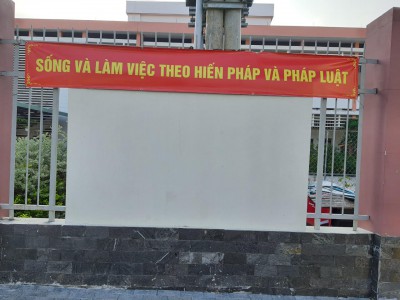 SỐNG VÀ LÀM VIỆC THEO HIẾN PHÁP VÀ PHÁP LUẬT